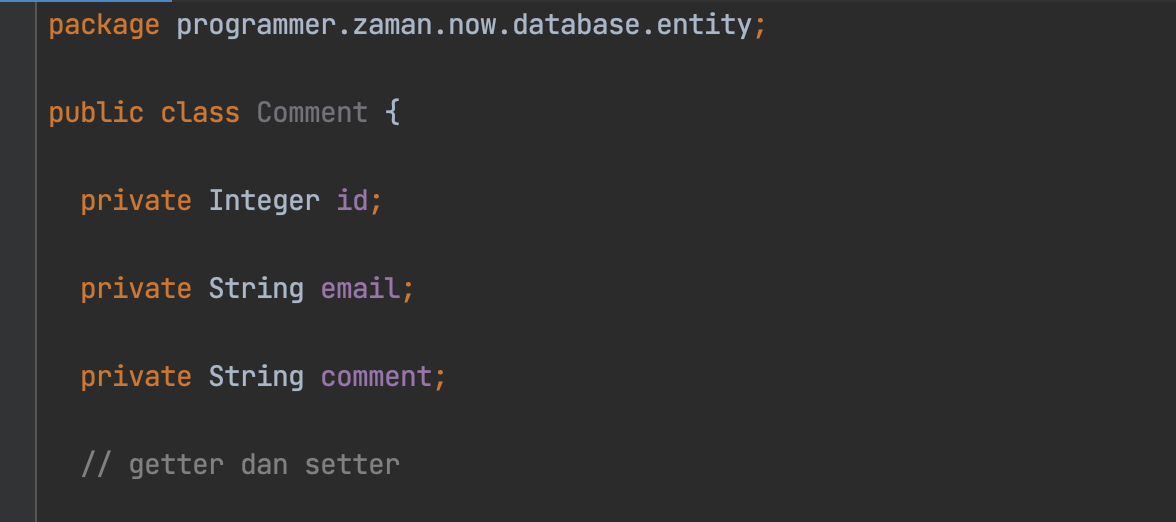 package programmer.zaman.now.database.entity;
public class Comment {
private Integer id;
private String email;
private String comment;
// getter dan setter